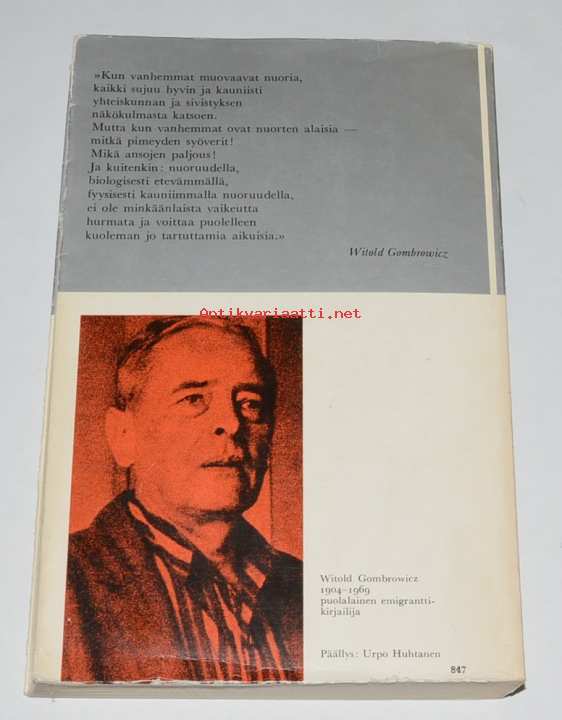 »Kun vanhemmat muovaavat nuoria,
kaikki sujuu hyvin ja kauniisti
yhteiskunnan ja sivistyksen
näkökulmasta katsoen.
Mutta kun vanhemmat ovat nuorten alaisia —
mitkä pimeyden syöverit!
Mikä ansojen paljous!
Ja kuitenkin: nuoruudella,
biologisesti etevämmällä,
fyysisesti kauniimmalla nuoruudella,
ei ole minkäänlaista vaikeutta
hurmata ja voittaa puolelleen
kuoleman jo tartuttamia aikuisia.»
Witold Gombrowicz
Antikvariaatti.net
Witold Gombrowicz
1904–1969
puolalainen emigrantti-
kirjailija
Päällys: Urpo Huhtanen
847